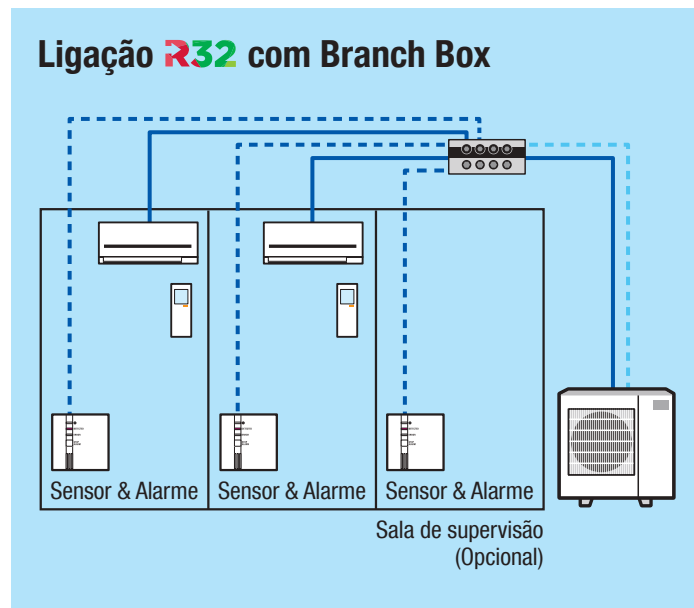 Ligação R32 com Branch Box
Sensor & Alarme
Sensor & Alarme
Sensor & Alarme
Sala de supervisão
(Opcional)